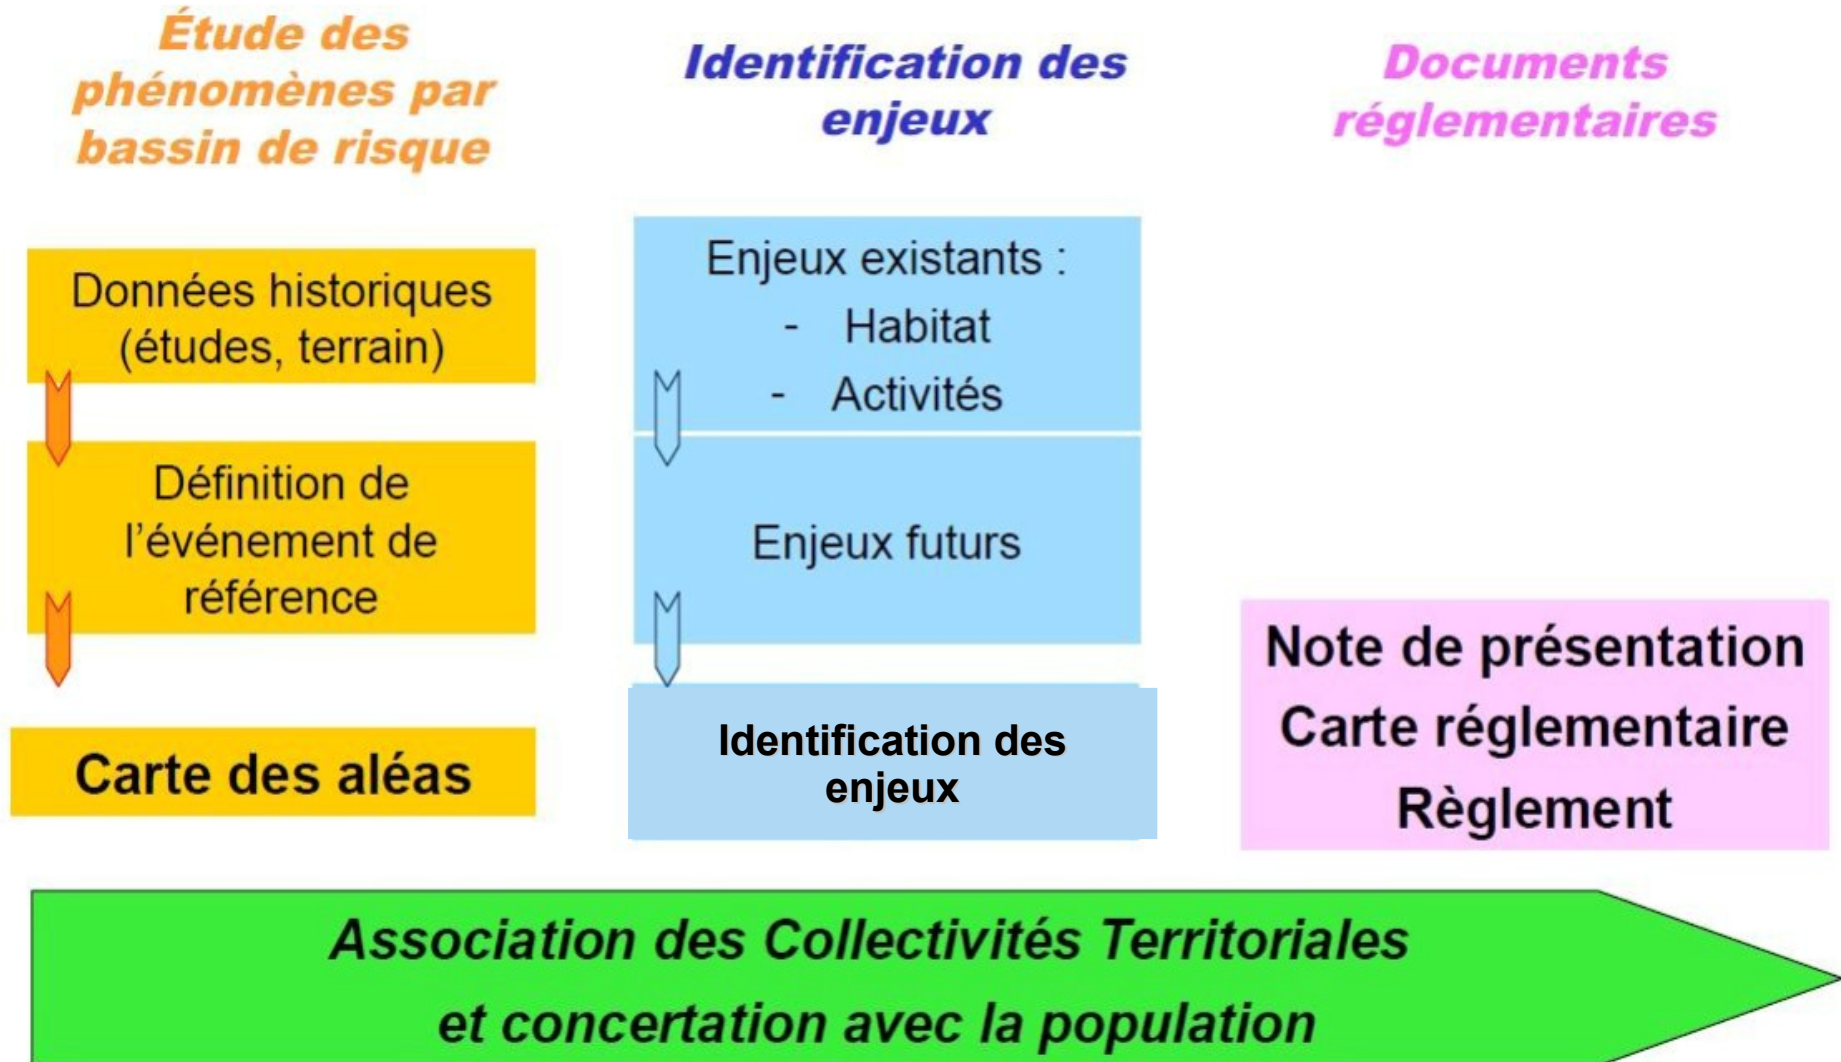 Étude des
phénomènes par
bassin de risque
Données historiques
(études, terrain)
Définition de
l'événement de
référence
Carte des aléas
Identification des
enjeux
Enjeux existants :
- Habitat
- Activités
Enjeux futurs
Identification des
enjeux
Documents
réglementaires
Note de présentation
Carte réglementaire
Règlement
Association des Collectivités Territoriales
et concertation avec la population